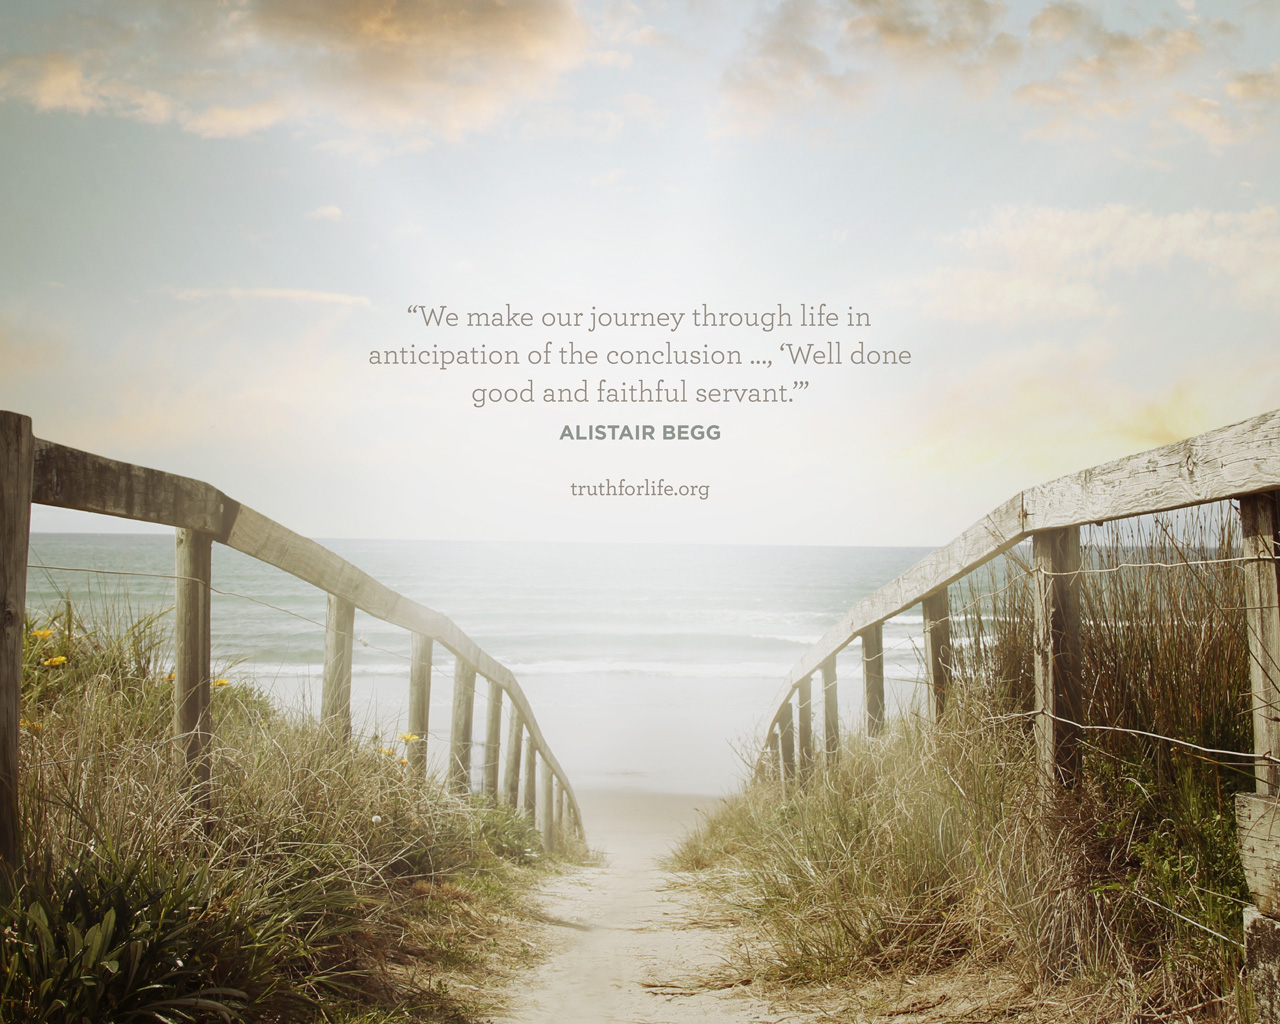 “We make our journey through life in
anticipation of the conclusion ..., ‘Well done
good and faithful servant.’”
ALISTAIR BEGG
truthforlife.org